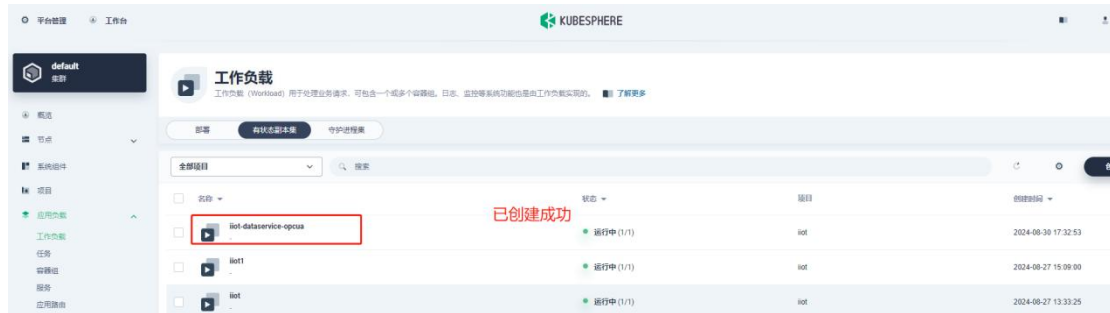 平台管理 工作台 KUBESPHERE
default
集群
概览
节点
系统组件
项目
应用负载
工作负载
任务
容器组
服务
应用路由
工作负载
工作负载 (Workload) 用于处理业务请求，可包含一个或多个容器组。日志、监控等系统功能也是由工作负载实现的。 了解更多
部署 有状态副本集 守护进程集
全部项目 搜索
名称 状态 项目 创建时间
已创建成功
iiot-dataservice-opcua 运行中 (1/1) iiot 2024-08-30 17:32:53
-
iiot1 运行中 (1/1) iiot 2024-08-27 15:09:00
-
iiot 运行中 (1/1) iiot 2024-08-27 13:33:25
-